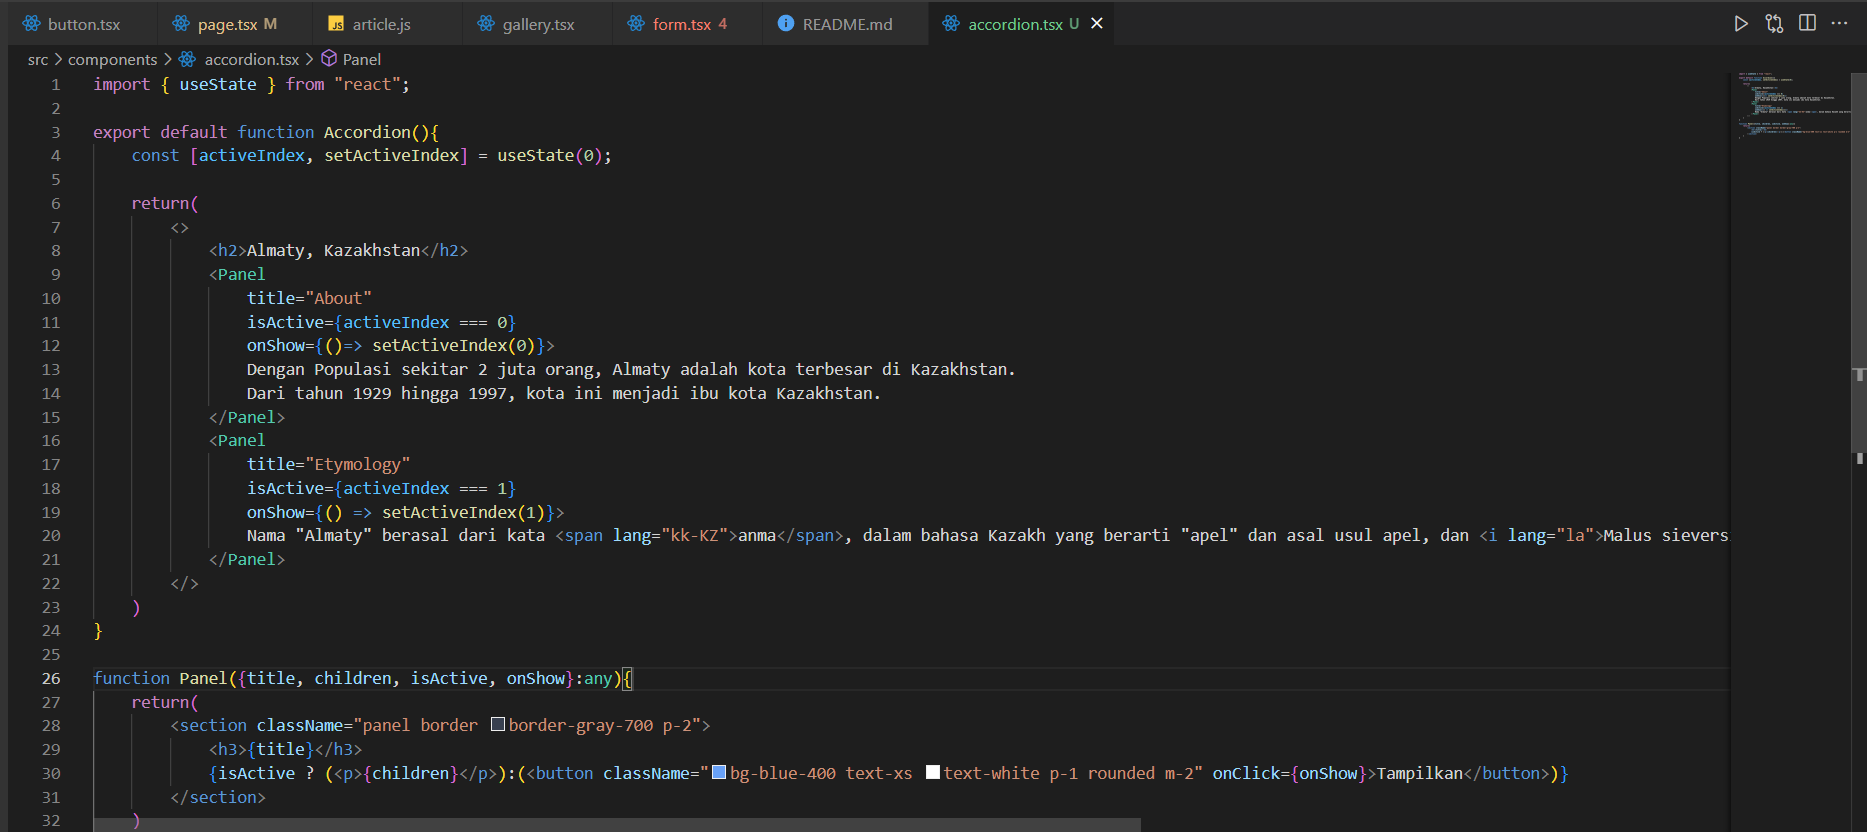 button.tsx page.tsx M article.js gallery.tsx form.tsx 4 README.md accordion.tsx U
src > components > accordion.tsx > Panel
1 import { useState } from "react";
2
3 export default function Accordion(){
4 const [activeIndex, setActiveIndex] = useState(0);
5
6 return(
7 <>
8 <h2>Almaty, Kazakhstan</h2>
9 <Panel
10 title="About"
11 isActive={activeIndex === 0}
12 onShow={()=> setActiveIndex(0)}>
13 Dengan Populasi sekitar 2 juta orang, Almaty adalah kota terbesar di Kazakhstan.
14 Dari tahun 1929 hingga 1997, kota ini menjadi ibu kota Kazakhstan.
15 </Panel>
16 <Panel
17 title="Etymology"
18 isActive={activeIndex === 1}
19 onShow={() => setActiveIndex(1)}>
20 Nama "Almaty" berasal dari kata <span lang="kk-KZ">anma</span>, dalam bahasa Kazakh yang berarti "apel" dan asal usul apel, dan <i lang="la">Malus sievers
21 </Panel>
22 </>
23 )
24 }
25
26 function Panel({title, children, isActive, onShow}:any){
27 return(
28 <section className="panel border border-gray-700 p-2">
29 <h3>{title}</h3>
30 {isActive ? (<p>{children}</p>):(<button className="bg-blue-400 text-xs text-white p-1 rounded m-2" onClick={onShow}>Tampilkan</button>)}
31 </section>
32 )